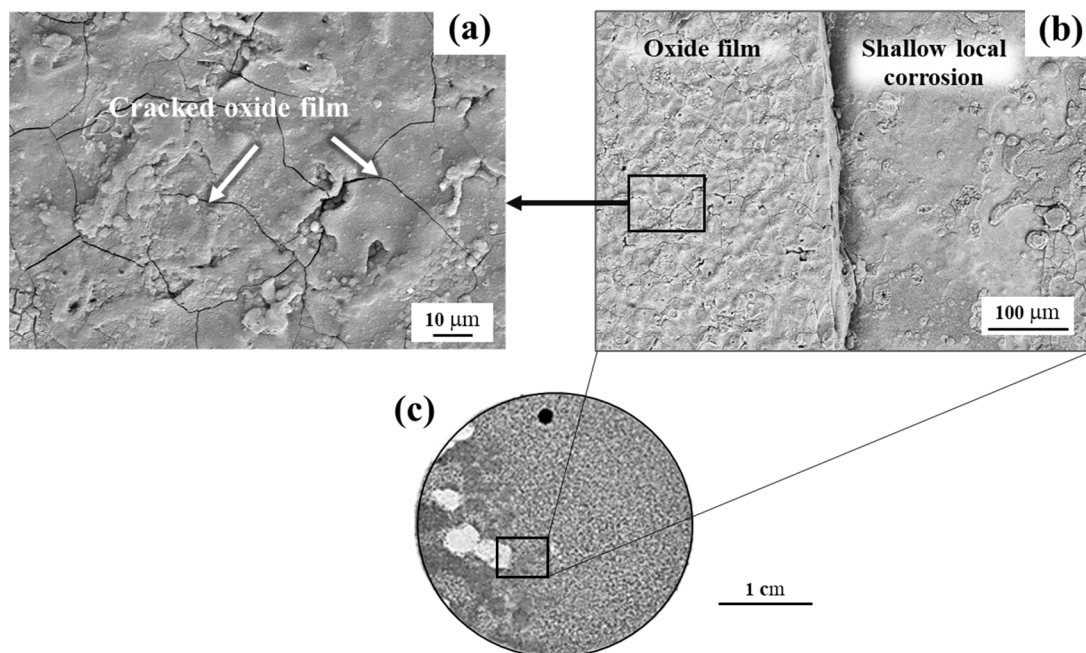 (a)
Cracked oxide film
10 μm
(b)
Oxide film
Shallow local
corrosion
100 μm
(c)
1 cm